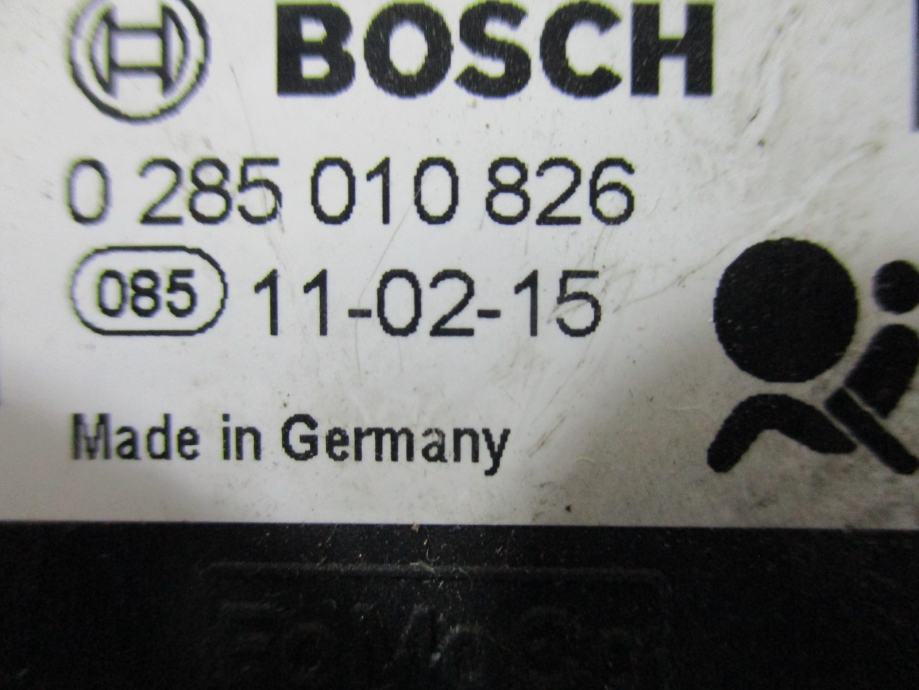 BOSCH
0 285 010 826
085 11-02-15
Made in Germany